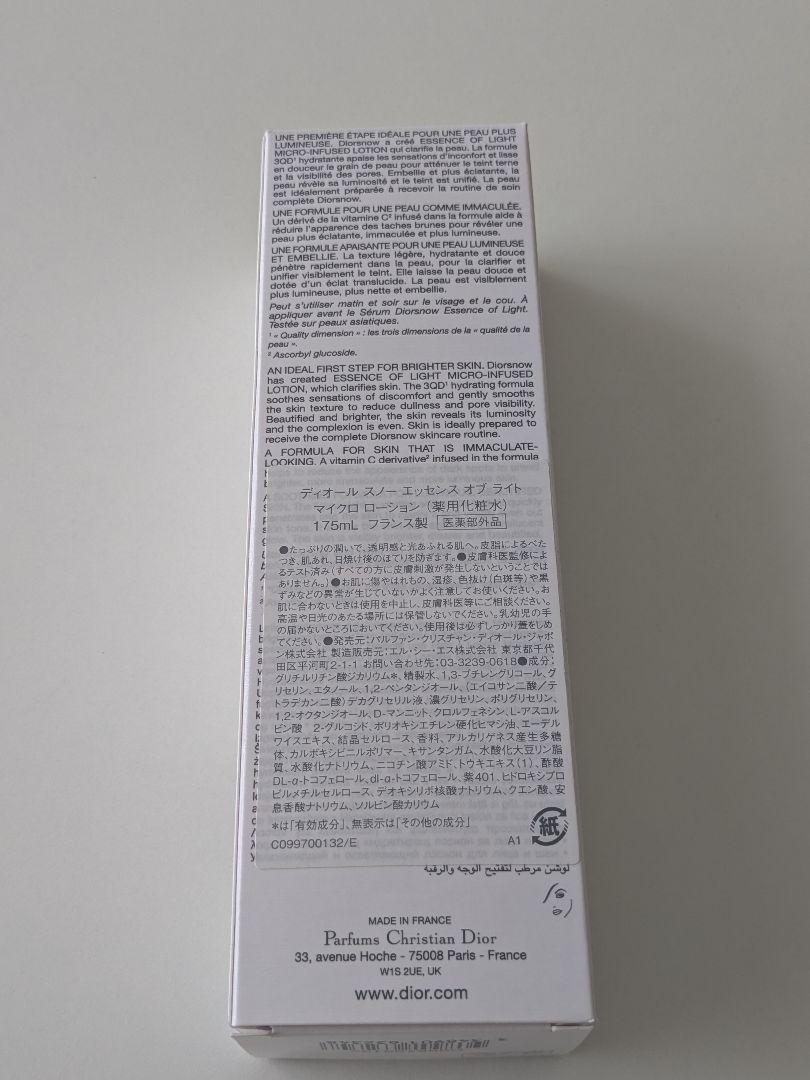 UNE PREMIÈRE ÉTAPE IDÉALE POUR UNE PEAU PLUS
LUMINEUSE. Diorsnow a créé ESSENCE OF LIGHT
MICRO-INFUSED LOTION qui clarifie la peau. La formule
3QD¹ hydratante apaise les sensations d'inconfort et lisse
en douceur le grain de peau pour atténuer le teint terne
et la visibilité des pores. Embellie et plus éclatante, la
peau révèle sa luminosité et le teint est unifié. La peau
est idéalement préparée à recevoir la routine de soin
complète Diorsnow.
UNE FORMULE POUR UNE PEAU COMME IMMACULÉE.
Un dérivé de la vitamine C² infusé dans la formule aide à
réduire l'apparence des taches brunes pour révéler une
peau plus éclatante, immaculée et plus lumineuse.
UNE FORMULE APAISANTE POUR UNE PEAU LUMINEUSE
ET EMBELLIE. La texture légère, hydratante et douce
pénètre rapidement dans la peau, pour la clarifier et
unifier visiblement le teint. Elle laisse la peau douce et
dotée d'un éclat translucide. La peau est visiblement
plus lumineuse, plus nette et embellie.
Peut s'utiliser matin et soir sur le visage et le cou. À
appliquer avant le Sérum Diorsnow Essence of Light.
Testée sur peaux asiatiques.
¹ « Quality dimension » : les trois dimensions de la « qualité de la
peau ».
² Ascorbyl glucoside.
AN IDEAL FIRST STEP FOR BRIGHTER SKIN. Diorsnow
has created ESSENCE OF LIGHT MICRO-INFUSED
LOTION, which clarifies skin. The 3QD¹ hydrating formula
soothes sensations of discomfort and gently smooths
the skin texture to reduce dullness and pore visibility.
Beautified and brighter, the skin reveals its luminosity
and the complexion is even. Skin is ideally prepared to
receive the complete Diorsnow skincare routine.
A FORMULA FOR SKIN THAT IS IMMACULATE-
LOOKING. A vitamin C derivative² infused in the formula
ディオール スノー エッセンス オブ ライト
マイクロ ローション (薬用化粧水)
175mL フランス製 医薬部外品
●たっぷりの潤いで、透明感と光あふれる肌へ。皮脂によるべた
つき、肌あれ、日焼け後のほてりを防ぎます。●皮膚科医監修によ
るテスト済み(すべての方に皮膚刺激が発生しないということでは
ありません。)●お肌に傷やはれもの、湿疹、色抜け(白斑等)や黒
ずみなどの異常が生じていないかよく注意してお使いください。お
肌に合わないときは使用を中止し、皮膚科医等にご相談ください。
高温や日光のあたる場所には保管しないでください。乳幼児の手
の届かないところにおいてください。使用後は必ずしっかり蓋をしめ
てください。●発売元:パルファン・クリスチャン・ディオール・ジャポ
ン株式会社 製造販売元:エル・シー・エス株式会社 東京都千代
田区平河町2-1-1 お問い合わせ先:03-3239-0618●成分:
グリチルリチン酸ジカリウム*、精製水、1,3-ブチレングリコール、グ
リセリン、エタノール、1,2-ペンタンジオール、(エイコサン二酸/テ
トラデカン二酸)デカグリセリル液、濃グリセリン、ポリグリセリン、
1,2-オクタンジオール、D-マンニット、クロルフェネシン、L-アスコル
ビン酸 2-グルコシド、ポリオキシエチレン硬化ヒマシ油、エーデル
ワイスエキス、結晶セルロース、香料、アルカリゲネス産生多糖
体、カルボキシビニルポリマー、キサンタンガム、水酸化大豆リン脂
質、水酸化ナトリウム、ニコチン酸アミド、トウキエキス(1)、酢酸
DL-α-トコフェロール、dl-α-トコフェロール、紫401、ヒドロキシプロ
ピルメチルセルロース、デオキシリボ核酸ナトリウム、クエン酸、安
息香酸ナトリウム、ソルビン酸カリウム
*は「有効成分」、無表示は「その他の成分」
C099700132/E A1 紙
لوشن مرطب لتفتيح الوجه والرقبة
MADE IN FRANCE
Parfums Christian Dior
33, avenue Hoche - 75008 Paris - France
W1S 2UE, UK
www.dior.com